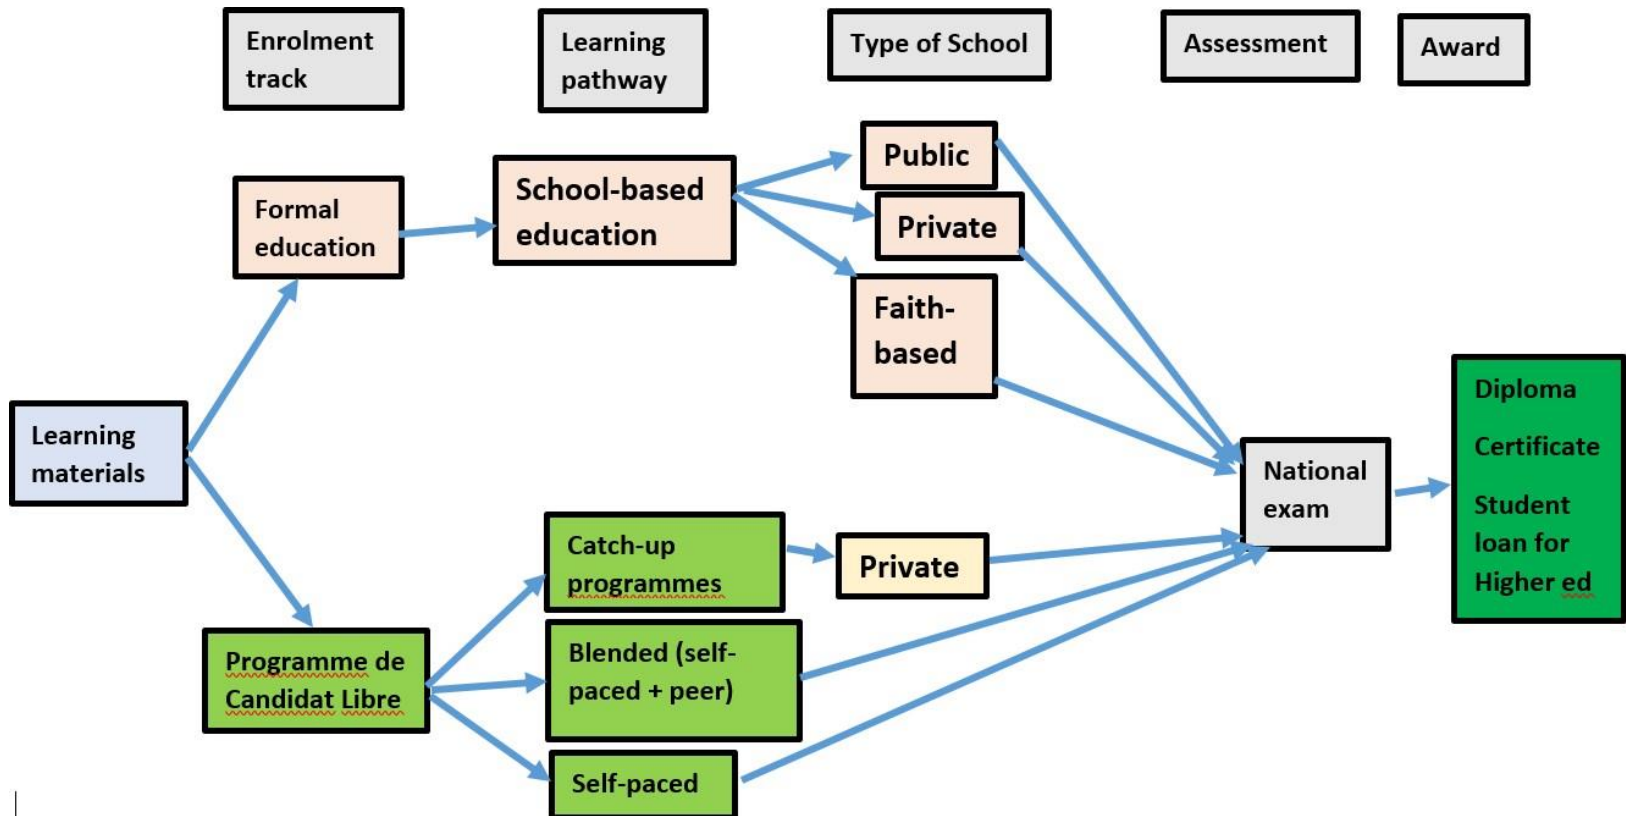 Enrolment
track
Learning
pathway
Type of School
Assessment
Award
Formal
education
School-based
education
Public
Private
Faith-
based
Learning
materials
Programme de
Candidat Libre
Catch-up
programmes
Private
Blended (self-
paced + peer)
Self-paced
National
exam
Diploma
Certificate
Student
loan for
Higher ed